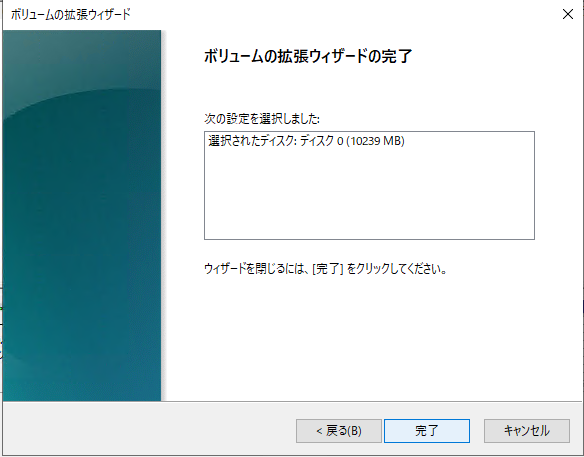 ボリュームの拡張ウィザード
ボリュームの拡張ウィザードの完了
次の設定を選択しました:
選択されたディスク: ディスク 0 (10239 MB)
ウィザードを閉じるには、[完了] をクリックしてください。
< 戻る(B)
完了
キャンセル